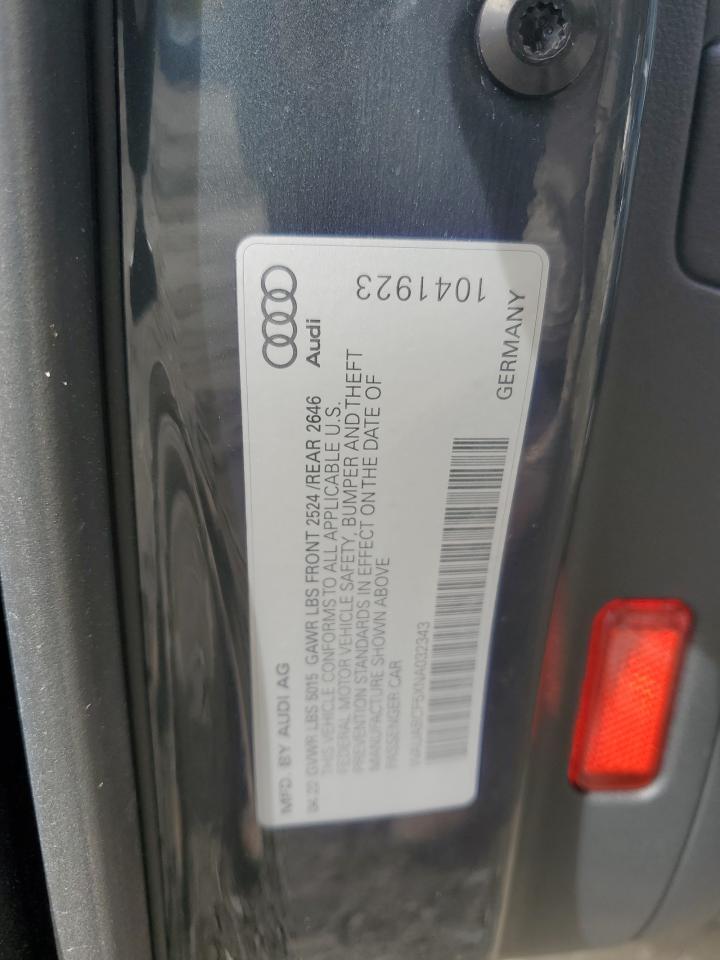 MFD. BY AUDI AG
GVWR LBS 5015 GAWR LBS FRONT 2524 /REAR 2646
THIS VEHICLE CONFORMS TO ALL APPLICABLE U.S.
FEDERAL MOTOR VEHICLE SAFETY, BUMPER AND THEFT
PREVENTION STANDARDS IN EFFECT ON THE DATE OF
MANUFACTURE SHOWN ABOVE
PASSENGER CAR
Audi
GERMANY
1041923